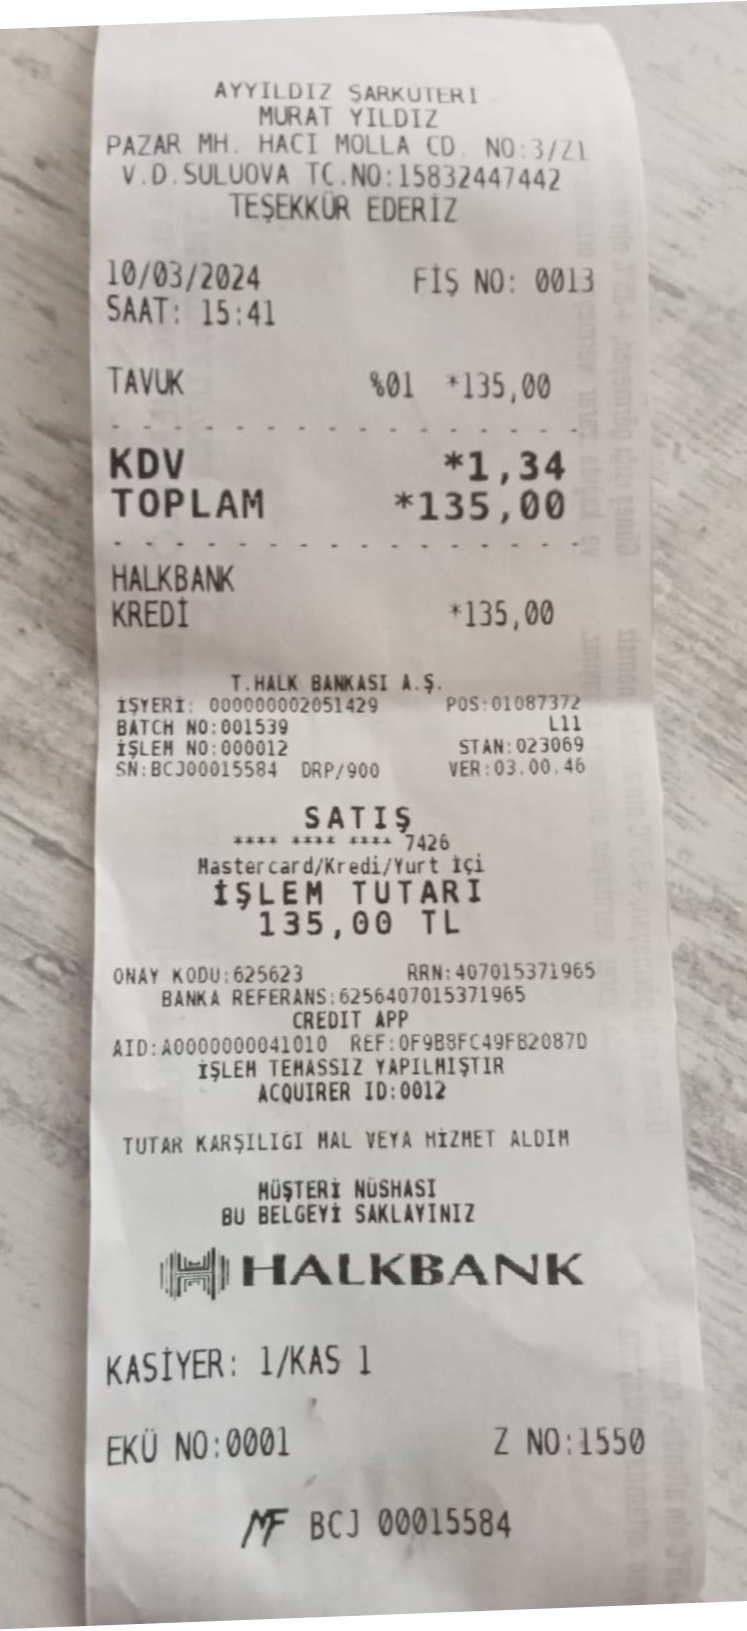 AYYILDIZ ŞARKÜTERİ
MURAT YILDIZ
PAZAR MH. HACI MOLLA CD. NO:3/Z1
V.D.SULUOVA TC.NO:15832447442
TEŞEKKÜR EDERİZ
10/03/2024 FİŞ NO: 0013
SAAT: 15:41
TAVUK %01 *135,00
KDV *1,34
TOPLAM *135,00
HALKBANK
KREDİ *135,00
T.HALK BANKASI A.Ş.
İŞYERİ: 000000002051429 POS:01087372
BATCH NO:001539 L11
İŞLEM NO:000012 STAN:023069
SN:BCJ00015584 DRP/900 VER:03.00.46
SATIŞ
**** **** **** 7426
Mastercard/Kredi/Yurt İçi
İŞLEM TUTARI
135,00 TL
ONAY KODU:625623 RRN:407015371965
BANKA REFERANS:6256407015371965
CREDIT APP
AID:A0000000041010 REF:0F9B8FC49FB2087D
İŞLEM TEMASSIZ YAPILMIŞTIR
ACQUIRER ID:0012
TUTAR KARŞILIĞI MAL VEYA HİZMET ALDIM
MÜŞTERİ NÜSHASI
BU BELGEYİ SAKLAYINIZ
HALKBANK
KASİYER: 1/KAS 1
EKÜ NO:0001 Z NO:1550
MF BCJ 00015584